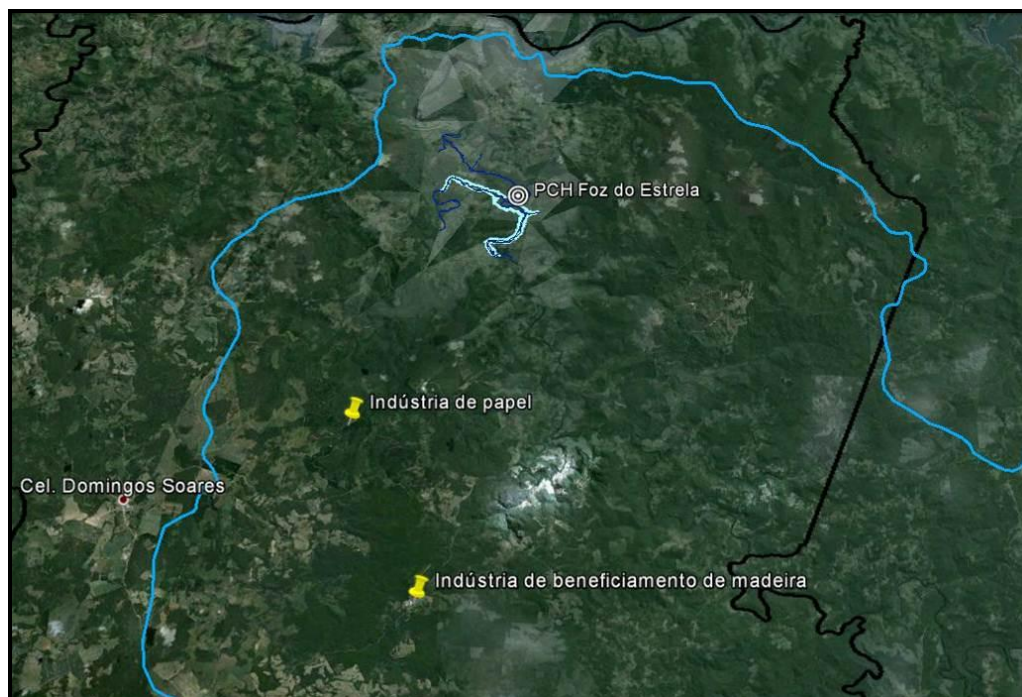 PCH Foz do Estrela
Indústria de papel
Cel. Domingos Soares
Indústria de beneficiamento de madeira